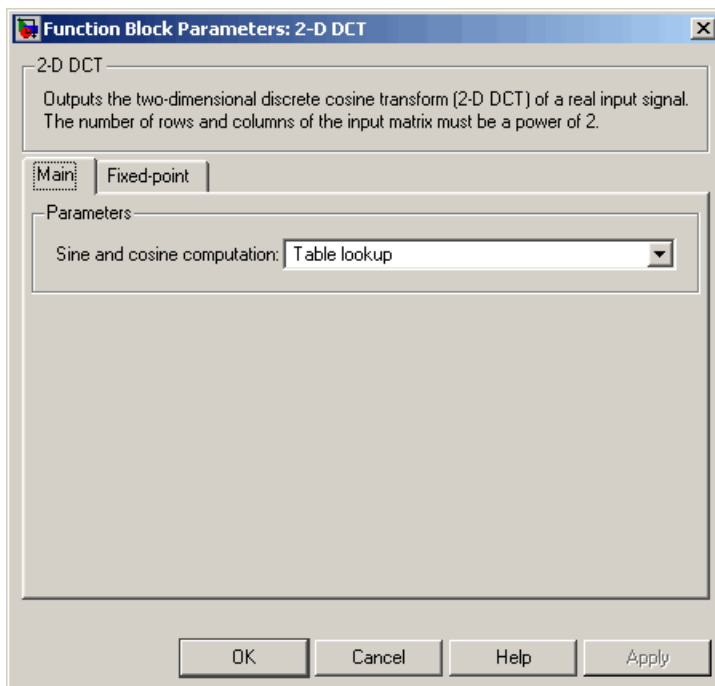 Function Block Parameters: 2-D DCT
2-D DCT
Outputs the two-dimensional discrete cosine transform (2-D DCT) of a real input signal.
The number of rows and columns of the input matrix must be a power of 2.
Main Fixed-point
Parameters
Sine and cosine computation: Table lookup
OK Cancel Help Apply